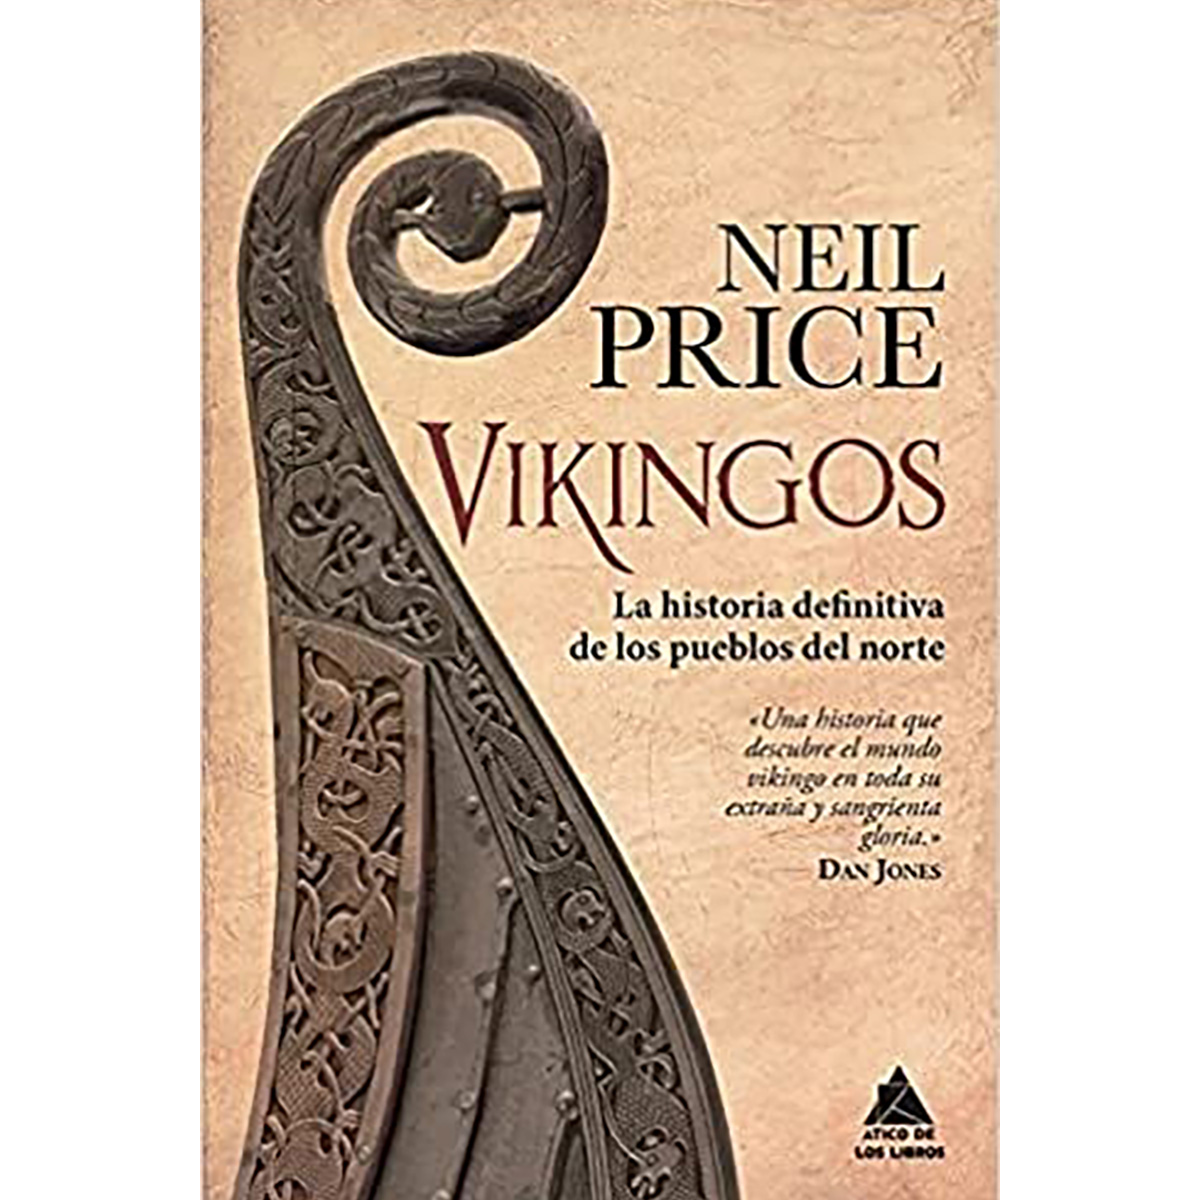 NEIL
PRICE
VIKINGOS
La historia definitiva
de los pueblos del norte
«Una historia que
descubre el mundo
vikingo en toda su
extraña y sangrienta
gloria.»
DAN JONES
ATICO DE
LOS LIBROS